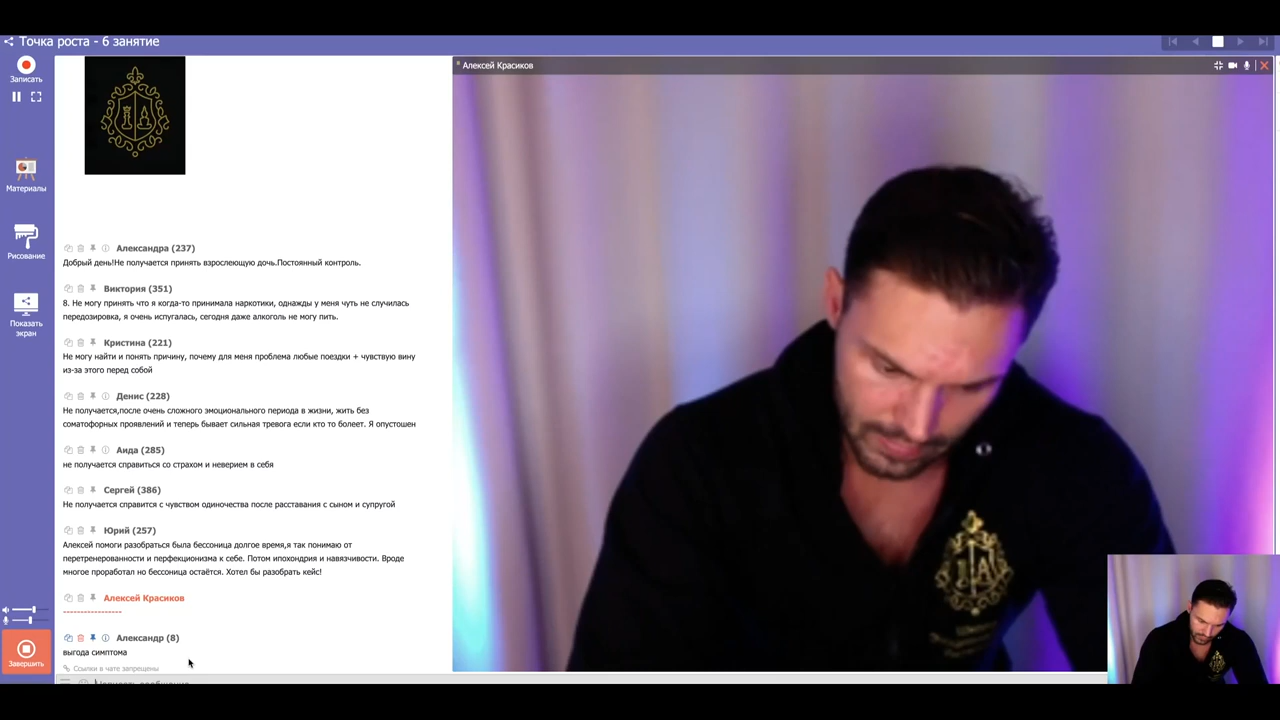 Точка роста - 6 занятие
Записать
Материалы
Рисование
Показать
экран
Завершить
Алексей Красиков
Александра (237)
Добрый день!Не получается принять взрослеющую дочь.Постоянный контроль.
Виктория (351)
8. Не могу принять что я когда-то принимала наркотики, однажды у меня чуть не случилась
передозировка, я очень испугалась, сегодня даже алкоголь не могу пить.
Кристина (221)
Не могу найти и понять причину, почему для меня проблема любые поездки + чувствую вину
из-за этого перед собой
Денис (228)
Не получается,после очень сложного эмоционального периода в жизни, жить без
соматофорных проявлений и теперь бывает сильная тревога если кто то болеет. Я опустошен
Аида (285)
не получается справиться со страхом и неверием в себя
Сергей (386)
Не получается справится с чувством одиночества после расставания с сыном и супругой
Юрий (257)
Алексей помоги разобраться была бессоница долгое время,я так понимаю от
перетренерованности и перфекционизма к себе. Потом ипохондрия и навязчивости. Вроде
многое проработал но бессоница остаётся. Хотел бы разобрать кейс!
Алексей Красиков
-----------------
Александр (8)
выгода симптома
Ссылки в чате запрещены